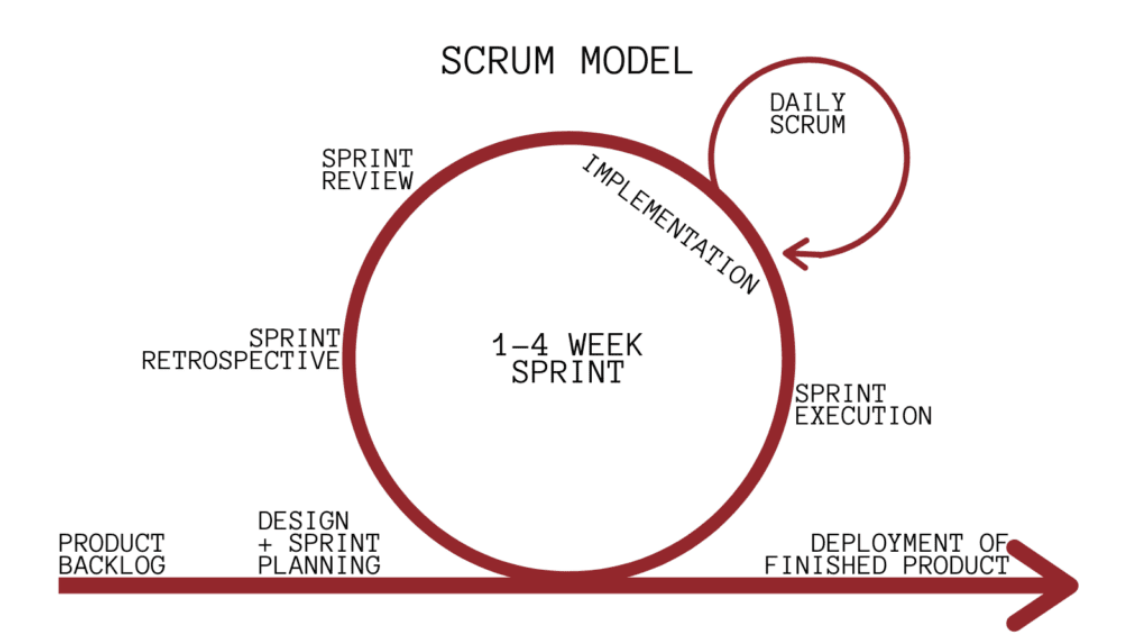 SCRUM MODEL
DAILY
SCRUM
SPRINT
REVIEW
IMPLEMENTATION
SPRINT
RETROSPECTIVE
1-4 WEEK
SPRINT
SPRINT
EXECUTION
PRODUCT
BACKLOG
DESIGN
+ SPRINT
PLANNING
DEPLOYMENT OF
FINISHED PRODUCT